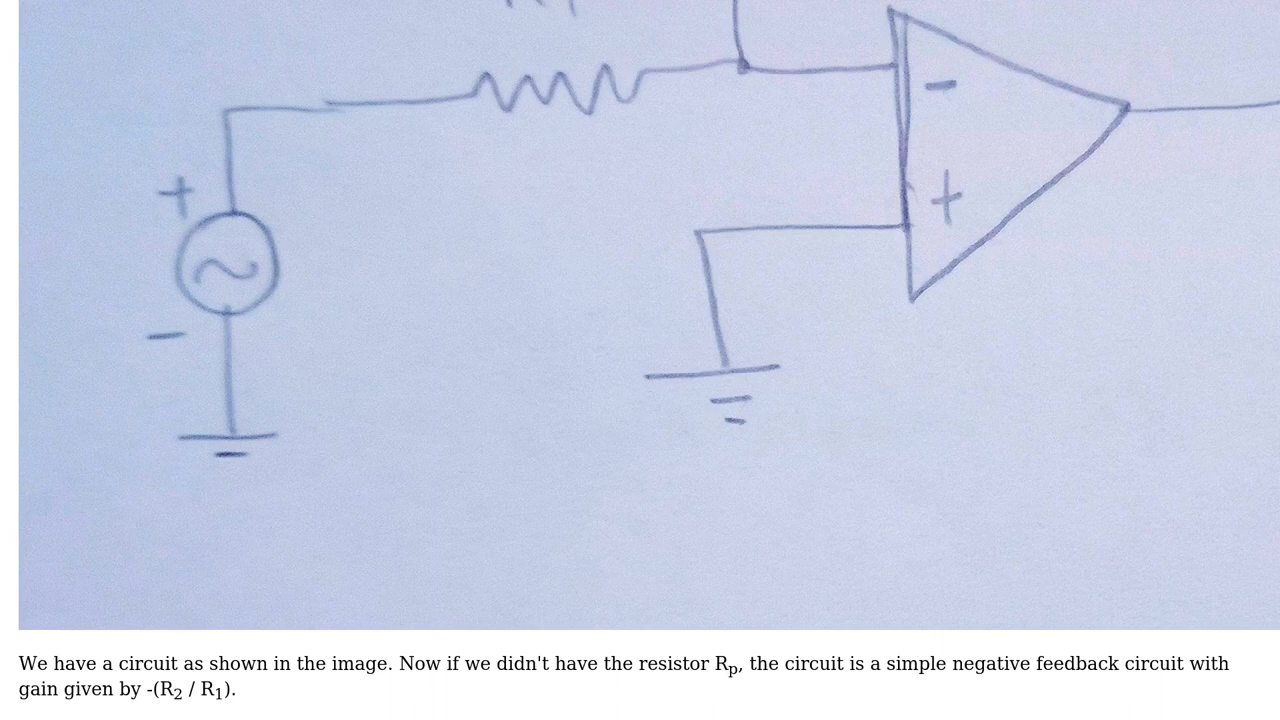 +
-
+
-
We have a circuit as shown in the image. Now if we didn't have the resistor Rp, the circuit is a simple negative feedback circuit with
gain given by -(R2 / R1).